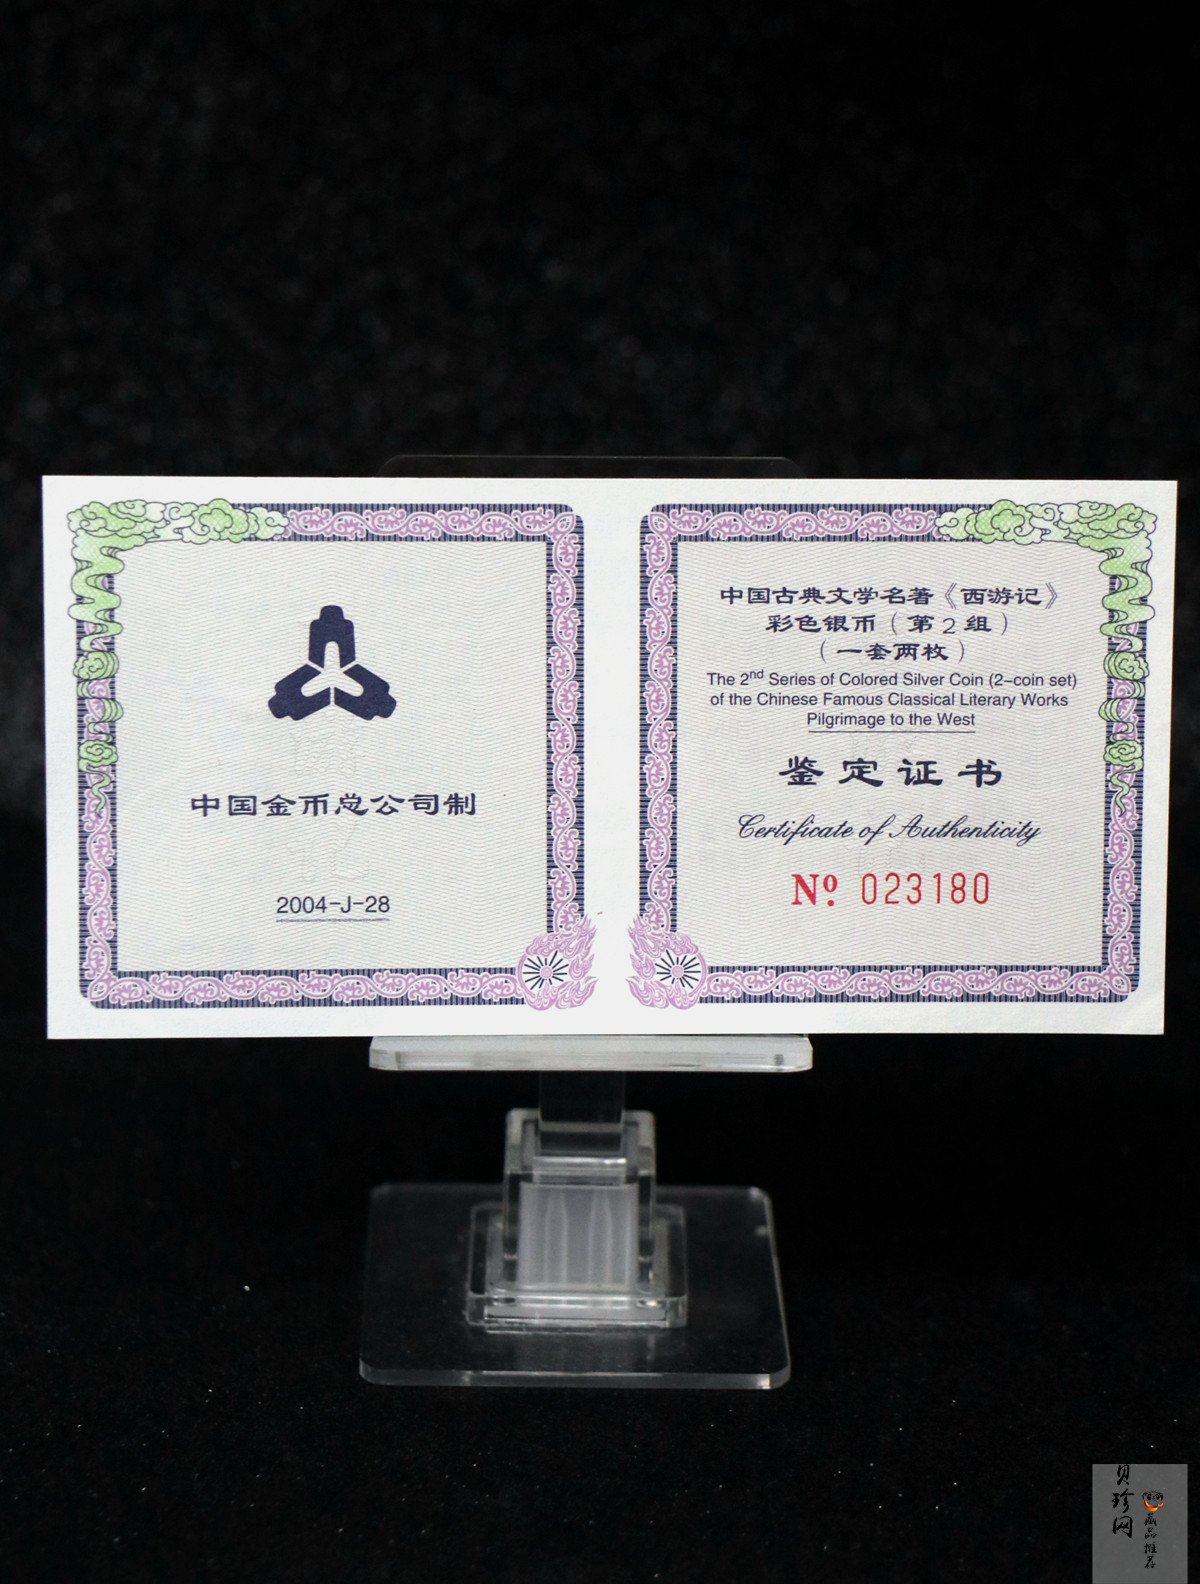 中国金币总公司制
2004-J-28
中国古典文学名著《西游记》
彩色银币（第2组）
（一套两枚）
The 2nd Series of Colored Silver Coin (2-coin set)
of the Chinese Famous Classical Literary Works
Pilgrimage to the West
鉴定证书
Certificate of Authenticity
Nº. 023180
贝珍网
藏品推荐